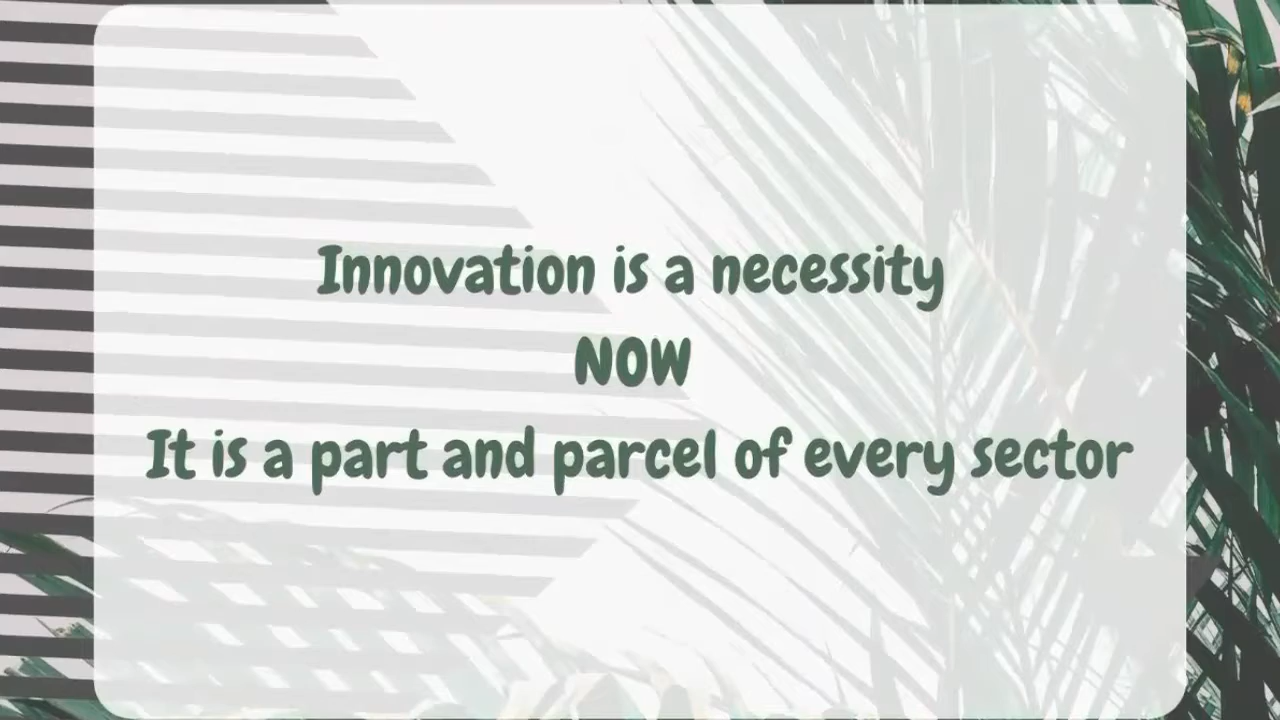 Innovation is a necessity
NOW
It is a part and parcel of every sector